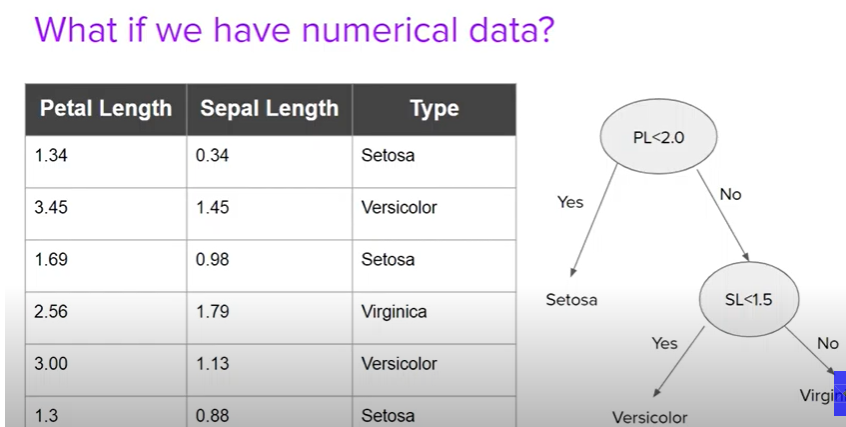 What if we have numerical data?
Petal Length Sepal Length Type
1.34 0.34 Setosa
3.45 1.45 Versicolor
1.69 0.98 Setosa
2.56 1.79 Virginica
3.00 1.13 Versicolor
1.3 0.88 Setosa
PL<2.0
Yes
No
Setosa
SL<1.5
Yes
No
Versicolor
Virgin